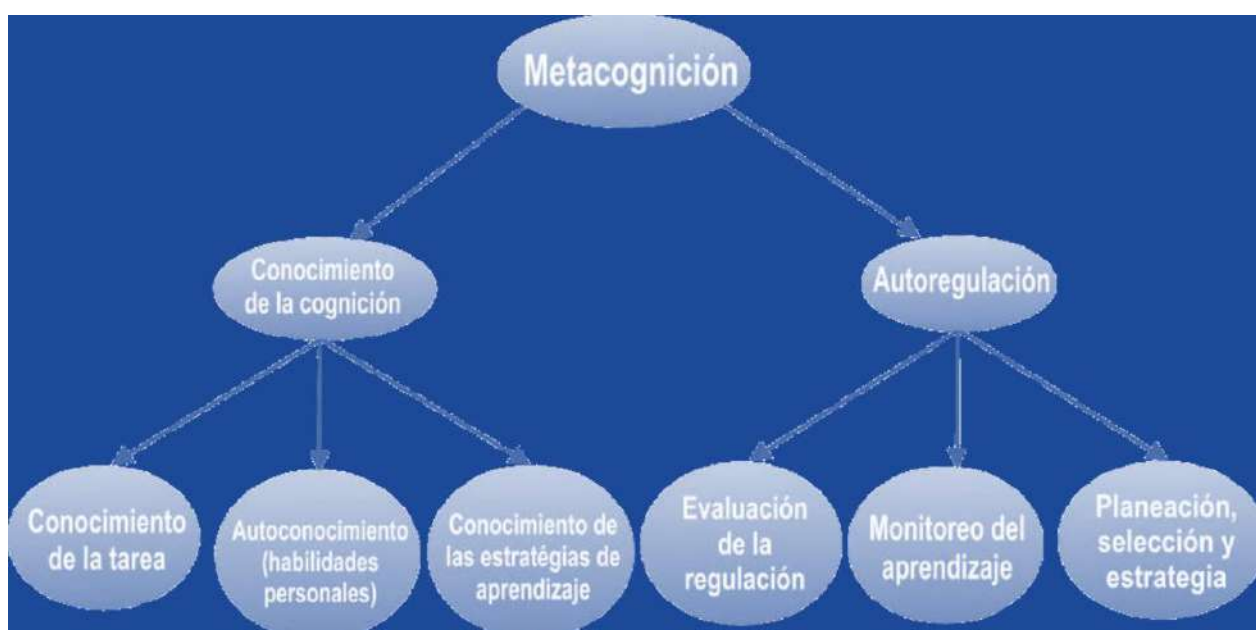 Metacognición
Conocimiento
de la cognición
Autoregulación
Conocimiento
de la tarea
Autoconocimiento
(habilidades
personales)
Conocimiento de
las estratégias de
aprendizaje
Evaluación
de la
regulación
Monitoreo del
aprendizaje
Planeación,
selección y
estrategia